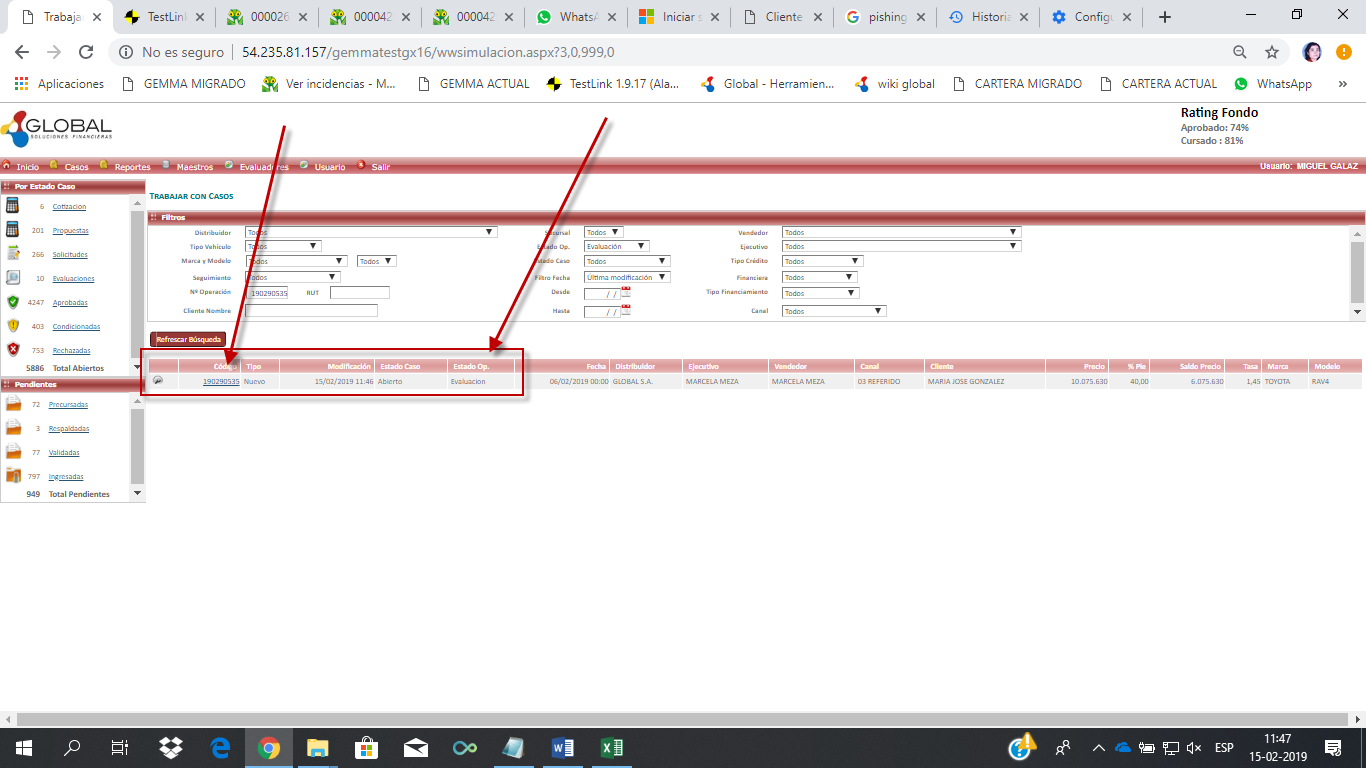 Trabaja
TestLink
000026
000042
000042
WhatsA
Iniciar s
Cliente
pishing
Historia
Configu
No es seguro | 54.235.81.157/gemmatestgx16/wwsimulacion.aspx?3,0,999,0
Aplicaciones GEMMA MIGRADO Ver incidencias - M... GEMMA ACTUAL TestLink 1.9.17 (Ala... Global - Herramien... wiki global CARTERA MIGRADO CARTERA ACTUAL WhatsApp »
GLOBAL
SOLUCIONES FINANCIERAS
Rating Fondo
Aprobado: 74%
Cursado : 81%
Inicio Casos Reportes Maestros Evaluadores Usuario Salir Usuario: MIGUEL GALAZ
Por Estado Caso
6 Cotizacion
201 Propuestas
266 Solicitudes
10 Evaluaciones
4247 Aprobadas
403 Condicionadas
753 Rechazadas
5886 Total Abiertos
Pendientes
72 Precursadas
3 Respaldadas
77 Validadas
797 Ingresadas
949 Total Pendientes
TRABAJAR CON CASOS
Filtros
Distribuidor Todos Sucursal Todos Vendedor Todos
Tipo Vehículo Todos Estado Op. Evaluación Ejecutivo Todos
Marca y Modelo Todos Todos Estado Caso Todos Tipo Crédito Todos
Seguimiento Todos Filtro Fecha Última modificación Financiera Todos
Nº Operación 190290535 RUT Desde / / Tipo Financiamiento Todos
Cliente Nombre Hasta / / Canal Todos
Refrescar Búsqueda
Código Tipo Modificación Estado Caso Estado Op. Fecha Distribuidor Ejecutivo Vendedor Canal Cliente Precio % Pie Saldo Precio Tasa Marca Modelo
190290535 Nuevo 15/02/2019 11:46 Abierto Evaluacion 06/02/2019 00:00 GLOBAL S.A. MARCELA MEZA MARCELA MEZA 03 REFERIDO MARIA JOSE GONZALEZ 10.075.630 40,00 6.075.630 1,45 TOYOTA RAV4
ESP
11:47
15-02-2019